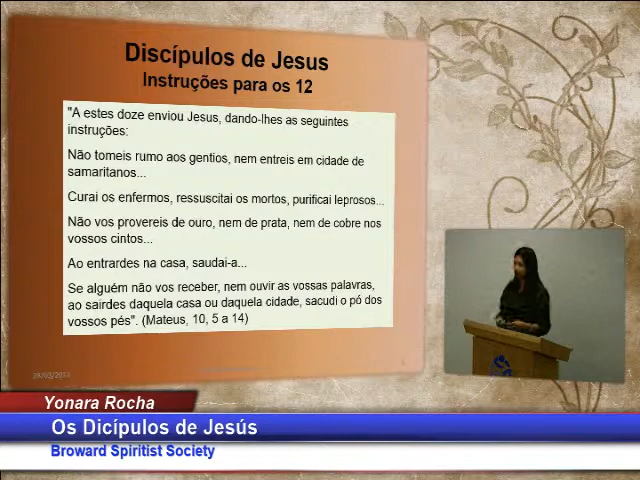 Discípulos de Jesus
Instruções para os 12
"A estes doze enviou Jesus, dando-lhes as seguintes
instruções:
Não tomeis rumo aos gentios, nem entreis em cidade de
samaritanos...
Curai os enfermos, ressuscitai os mortos, purificai leprosos...
Não vos provereis de ouro, nem de prata, nem de cobre nos
vossos cintos...
Ao entrardes na casa, saudai-a...
Se alguém não vos receber, nem ouvir as vossas palavras,
ao sairdes daquela casa ou daquela cidade, sacudi o pó dos
vossos pés". (Mateus, 10, 5 a 14)
Yonara Rocha
Os Dicípulos de Jesús
Broward Spiritist Society